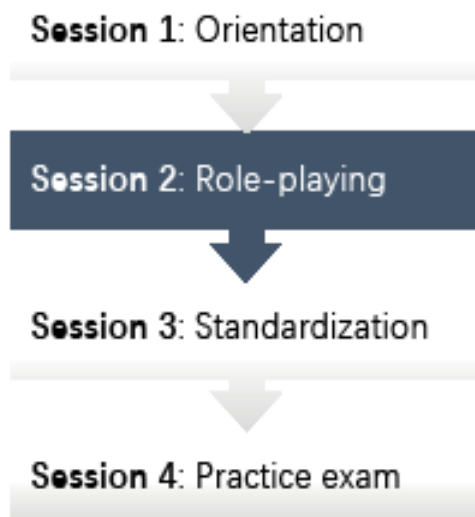 Session 1: Orientation
Session 2: Role-playing
Session 3: Standardization
Session 4: Practice exam